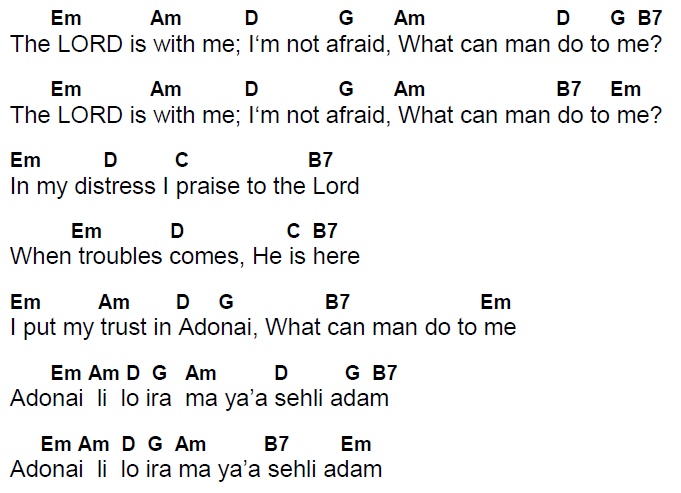 Em Am D G Am D G B7
The LORD is with me; I‘m not afraid, What can man do to me?
Em Am D G Am B7 Em
The LORD is with me; I‘m not afraid, What can man do to me?
Em D C B7
In my distress I praise to the Lord
Em D C B7
When troubles comes, He is here
Em Am D G B7 Em
I put my trust in Adonai, What can man do to me
Em Am D G Am D G B7
Adonai li lo ira ma ya’a sehli adam
Em Am D G Am B7 Em
Adonai li lo ira ma ya’a sehli adam